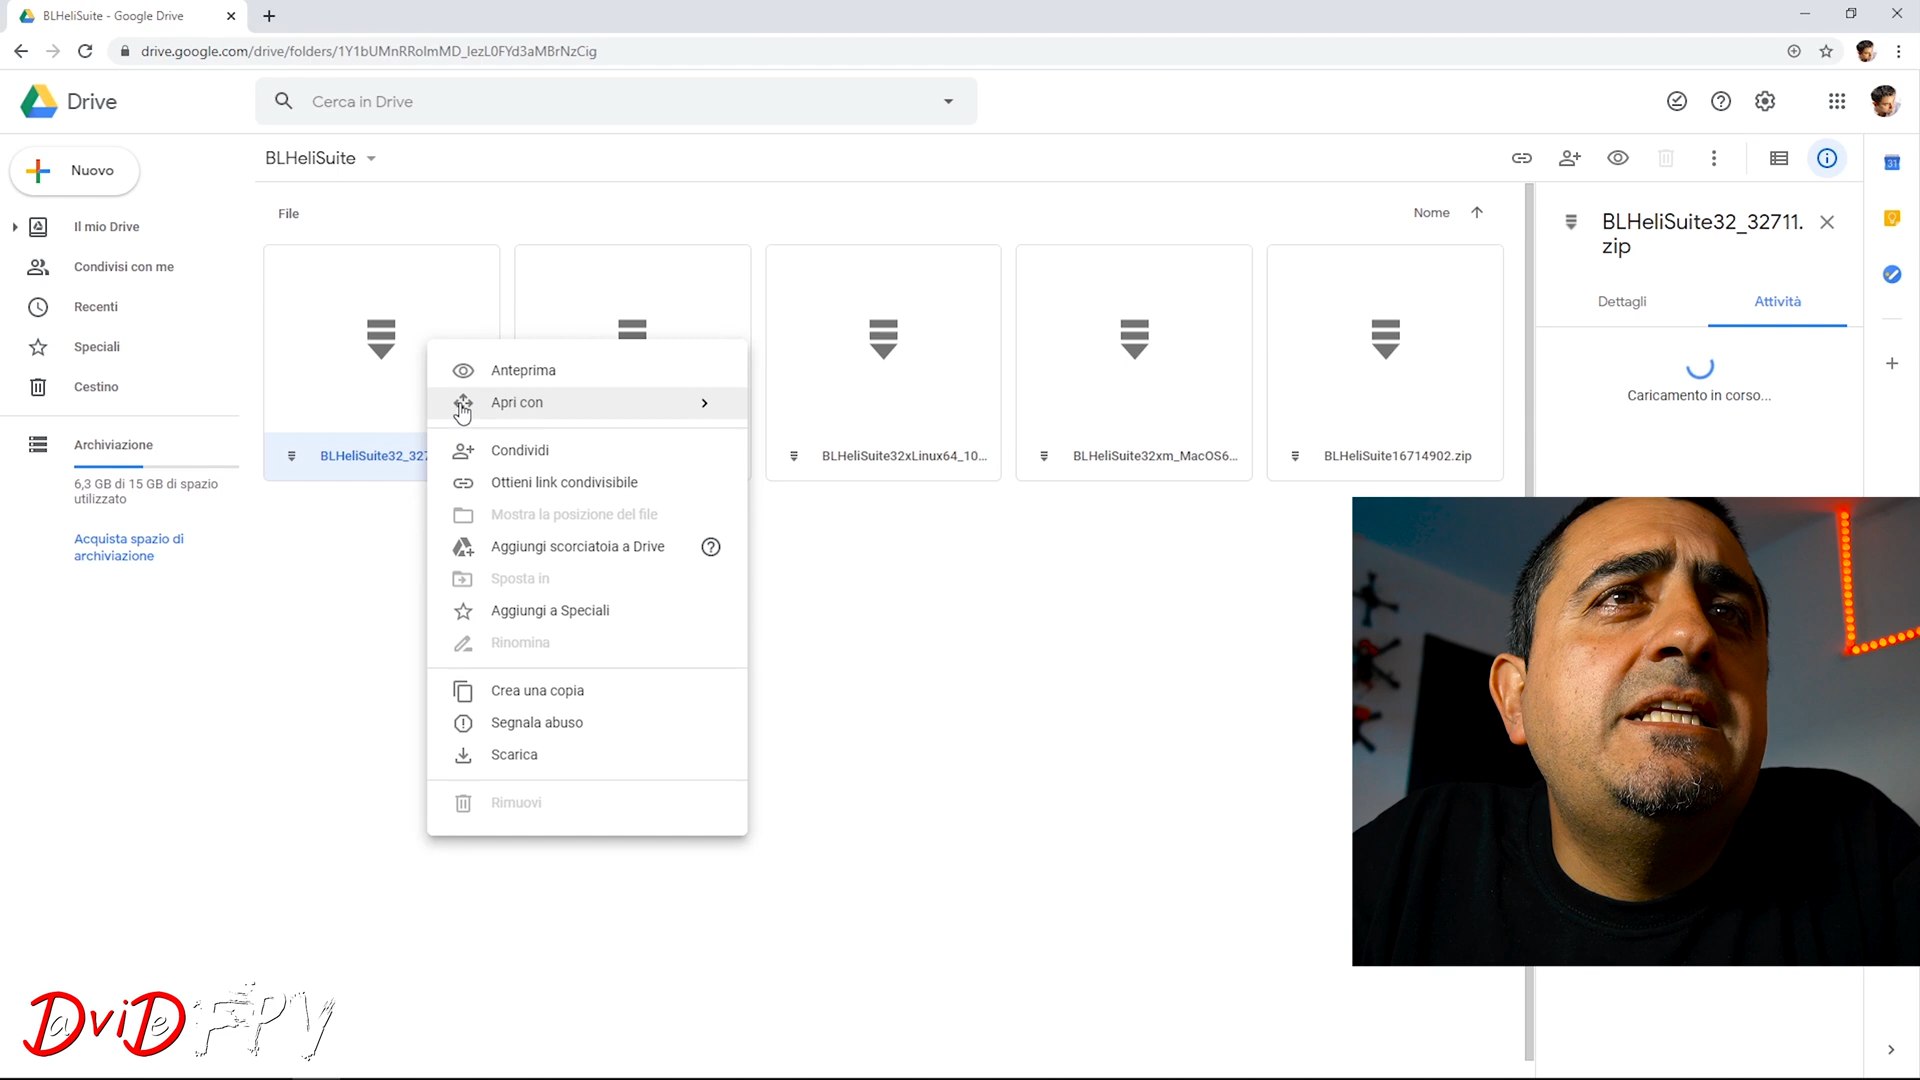 BLHeliSuite - Google Drive
drive.google.com/drive/folders/1Y1bUMnRRolmMD_lezL0FYd3aMBrNzCig
Drive
Cerca in Drive
Nuovo
BLHeliSuite
Il mio Drive
Condivisi con me
Recenti
Speciali
Cestino
Archiviazione
6,3 GB di 15 GB di spazio
utilizzato
Acquista spazio di
archiviazione
File
Nome
BLHeliSuite32_327
BLHeliSuite32xLinux64_10...
BLHeliSuite32xm_MacOS6...
BLHeliSuite16714902.zip
Anteprima
Apri con
Condividi
Ottieni link condivisibile
Mostra la posizione del file
Aggiungi scorciatoia a Drive
Sposta in
Aggiungi a Speciali
Rinomina
Crea una copia
Segnala abuso
Scarica
Rimuovi
BLHeliSuite32_32711.
zip
Dettagli
Attività
Caricamento in corso...
31
DaviDe FPV